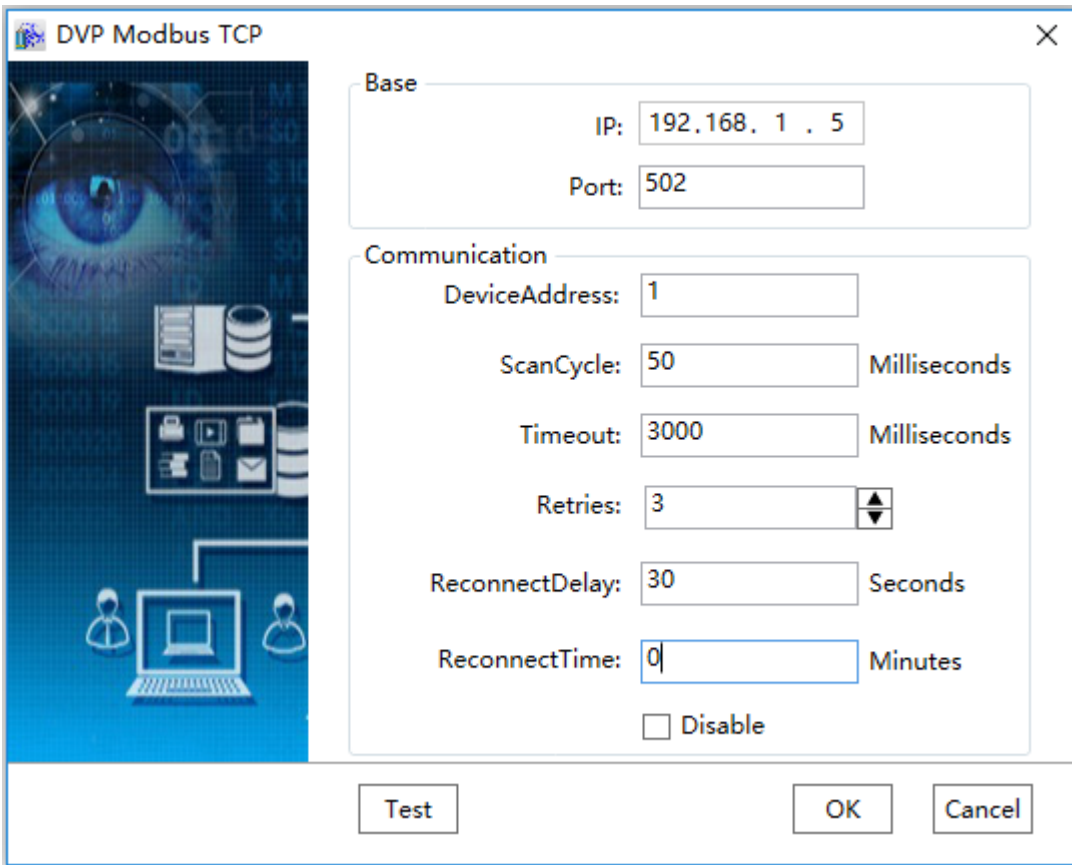 DVP Modbus TCP
Base
IP: 192.168. 1 . 5
Port: 502
Communication
DeviceAddress: 1
ScanCycle: 50 Milliseconds
Timeout: 3000 Milliseconds
Retries: 3
ReconnectDelay: 30 Seconds
ReconnectTime: 0 Minutes
Disable
Test OK Cancel